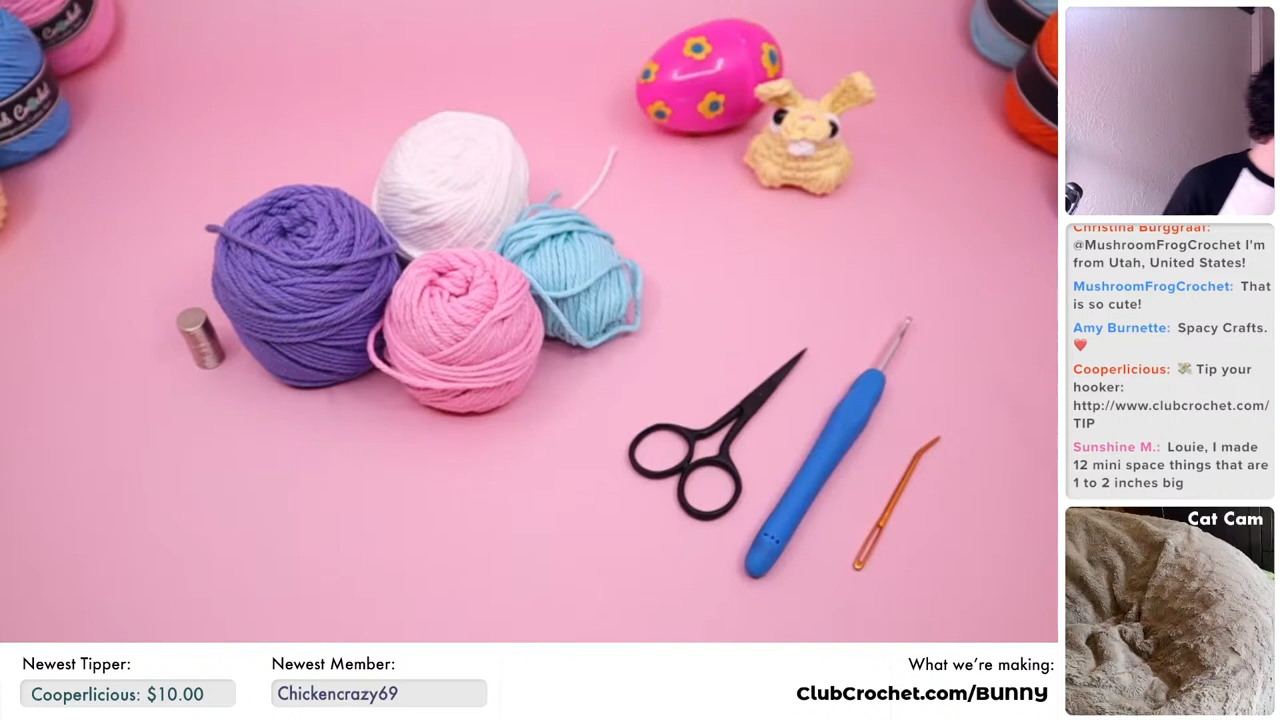 Christina Burggraaf:
@MushroomFrogCrochet I'm
from Utah, United States!
MushroomFrogCrochet: That
is so cute!
Amy Burnette: Spacy Crafts.
❤️
Cooperlicious: 💸 Tip your
hooker:
http://www.clubcrochet.com/
TIP
Sunshine M.: Louie, I made
12 mini space things that are
1 to 2 inches big
Cat Cam
Newest Tipper:
Cooperlicious: $10.00
Newest Member:
Chickencrazy69
What we're making:
ClubCrochet.com/BUNNY